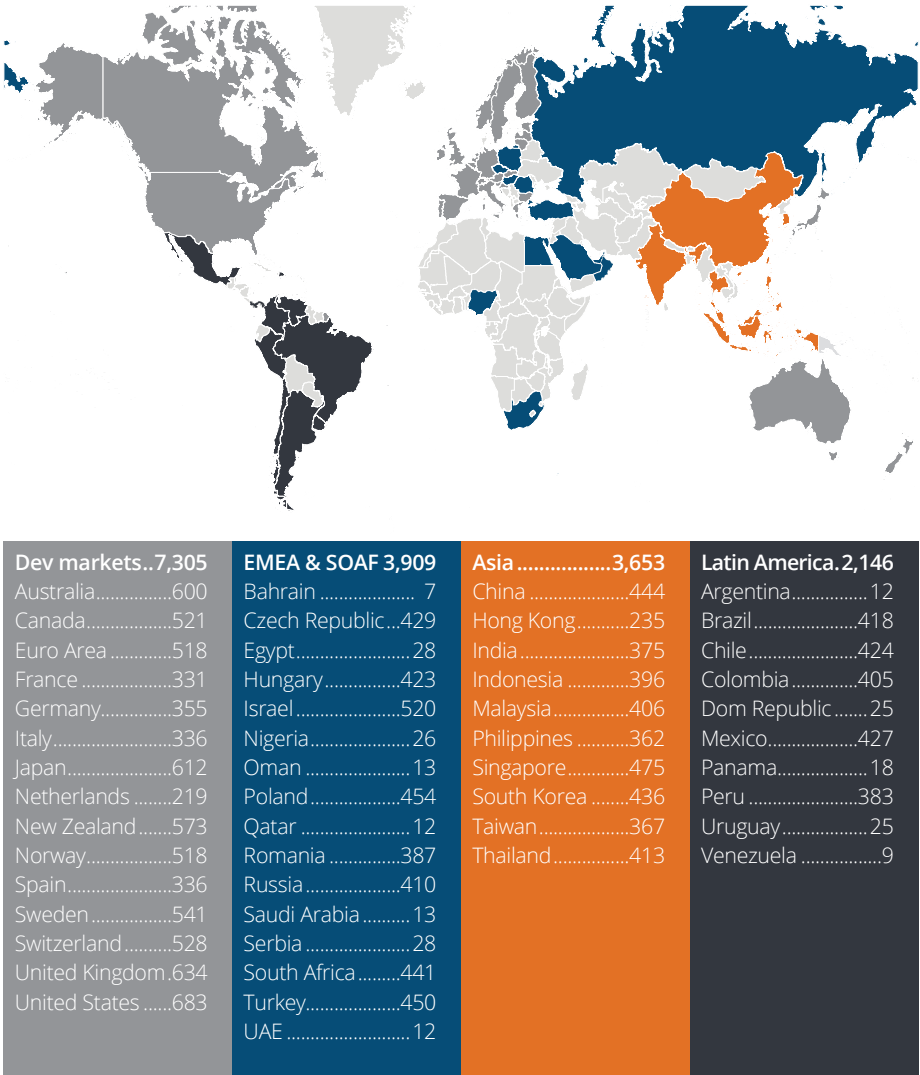 Dev markets..7,305
Australia...............600
Canada.................521
Euro Area............518
France..................331
Germany..............355
Italy........................336
Japan.....................612
Netherlands.......219
New Zealand......573
Norway.................518
Spain.....................336
Sweden................541
Switzerland.........528
United Kingdom.634
United States......683
EMEA & SOAF 3,909
Bahrain................... 7
Czech Republic...429
Egypt.......................28
Hungary...............423
Israel.....................520
Nigeria....................26
Oman.....................13
Poland..................454
Qatar......................12
Romania..............387
Russia...................410
Saudi Arabia..........13
Serbia.....................28
South Africa........441
Turkey...................450
UAE.........................12
Asia.................3,653
China.....................444
Hong Kong...........235
India......................375
Indonesia............396
Malaysia...............406
Philippines..........362
Singapore............475
South Korea........436
Taiwan..................367
Thailand...............413
Latin America.2,146
Argentina...............12
Brazil.....................418
Chile......................424
Colombia.............405
Dom Republic.......25
Mexico..................427
Panama..................18
Peru......................383
Uruguay.................25
Venezuela................9